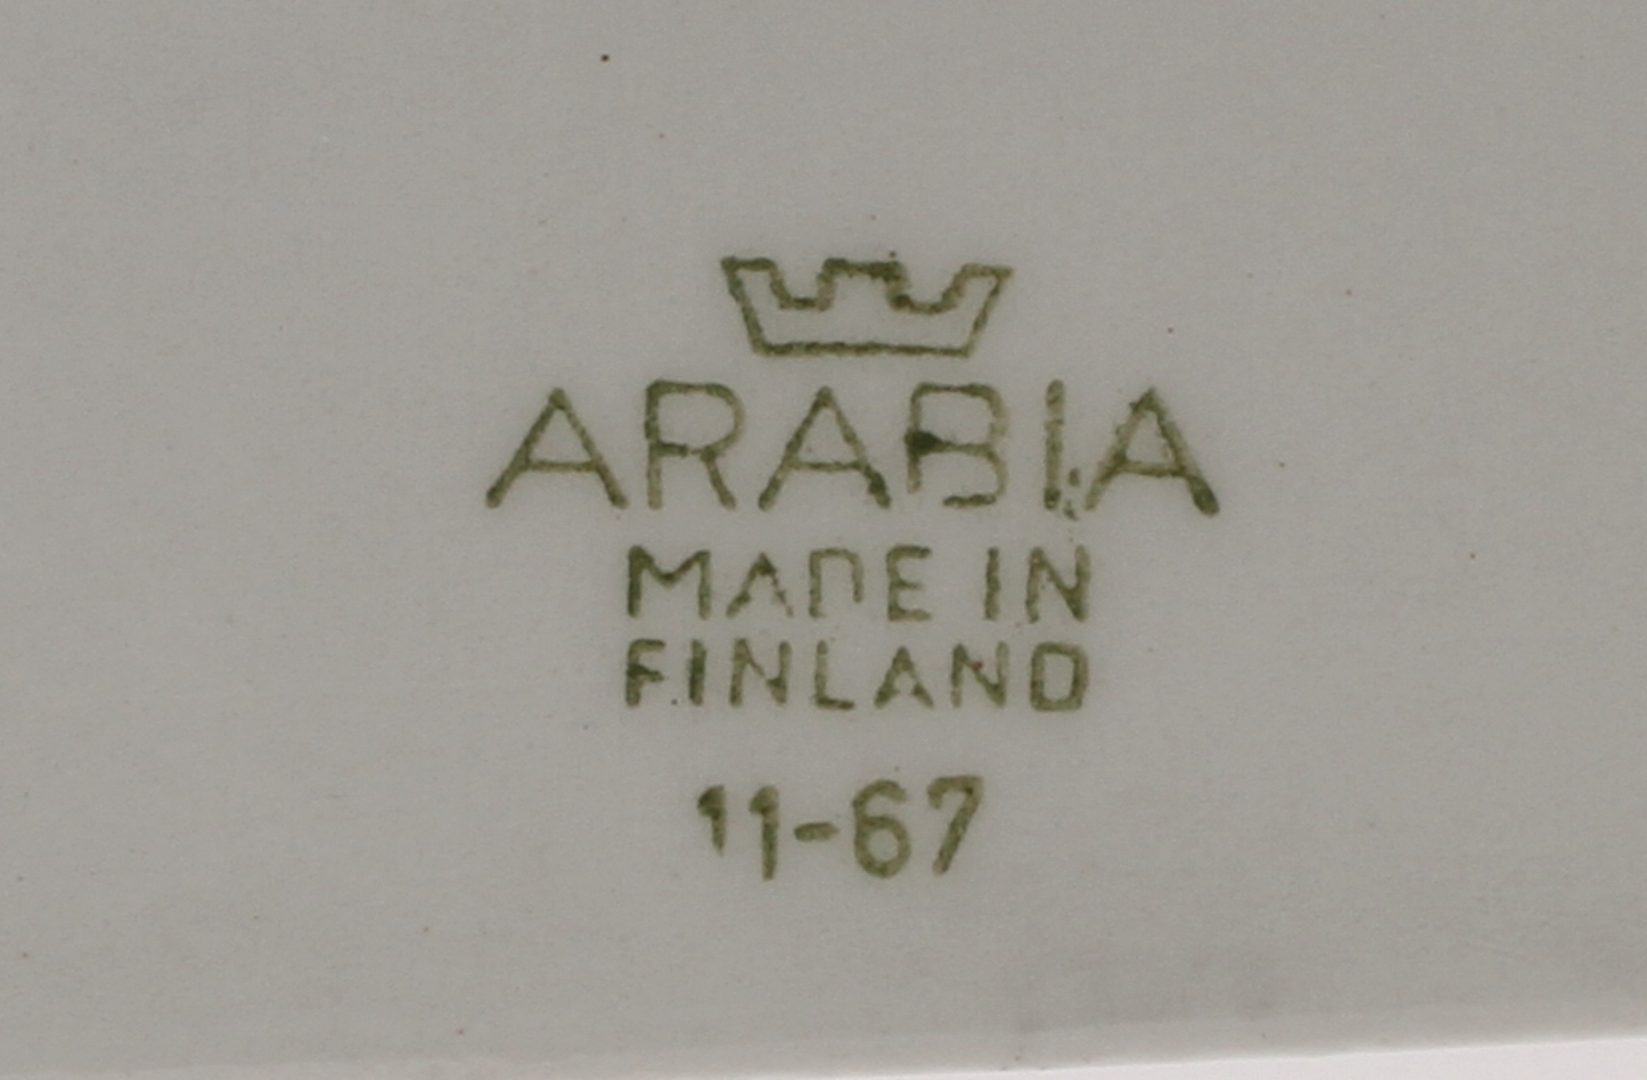 ARABIA
MADE IN
FINLAND
11-67